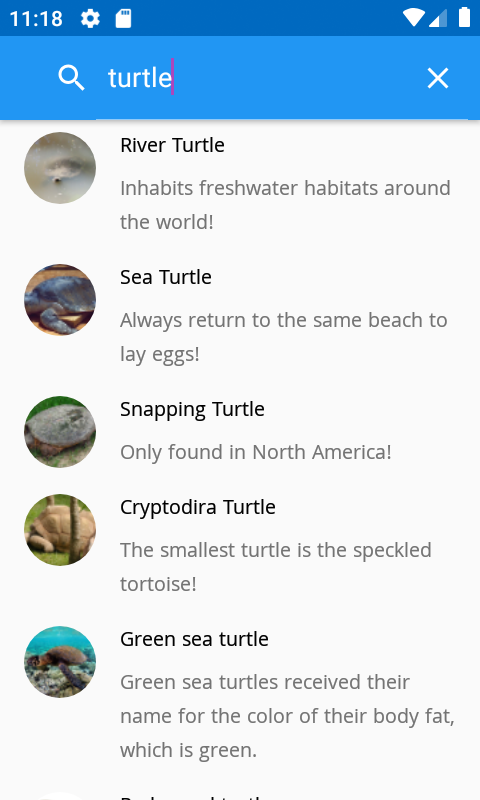 11:18
turtle
River Turtle
Inhabits freshwater habitats around
the world!
Sea Turtle
Always return to the same beach to
lay eggs!
Snapping Turtle
Only found in North America!
Cryptodira Turtle
The smallest turtle is the speckled
tortoise!
Green sea turtle
Green sea turtles received their
name for the color of their body fat,
which is green.